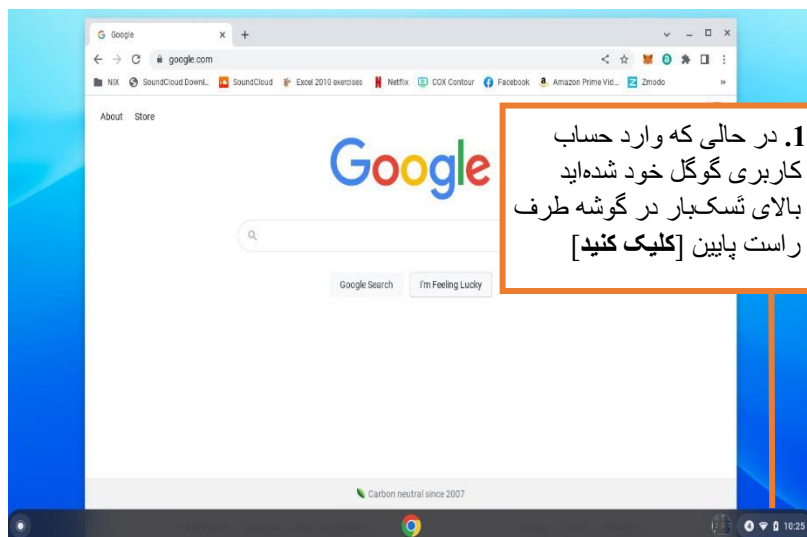 Google
google.com
NIX SoundCloud Downl... SoundCloud Excel 2010 exercises Netflix COX Contour Facebook Amazon Prime Vid... Zmodo »
About Store
Google
1. در حالی که وارد حساب
کاربری گوگل خود شده‌اید
بالای تَسک‌بار در گوشه طرف
راست پایین [کلیک کنید]
Google Search I'm Feeling Lucky
Carbon neutral since 2007
10:25